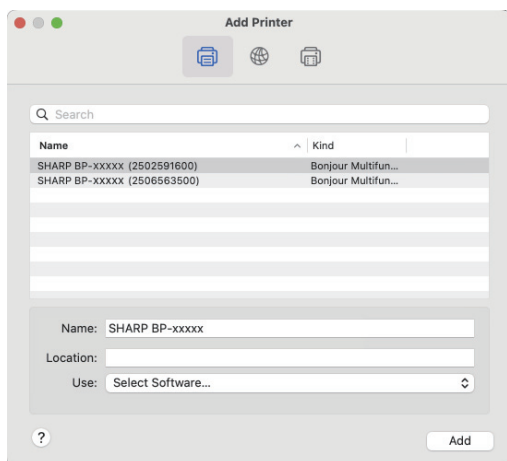 Add Printer
Search
Name Kind
SHARP BP-xxxxx (2502591600) Bonjour Multifun...
SHARP BP-xxxxx (2506563500) Bonjour Multifun...
Name: SHARP BP-xxxxx
Location:
Use: Select Software...
? Add